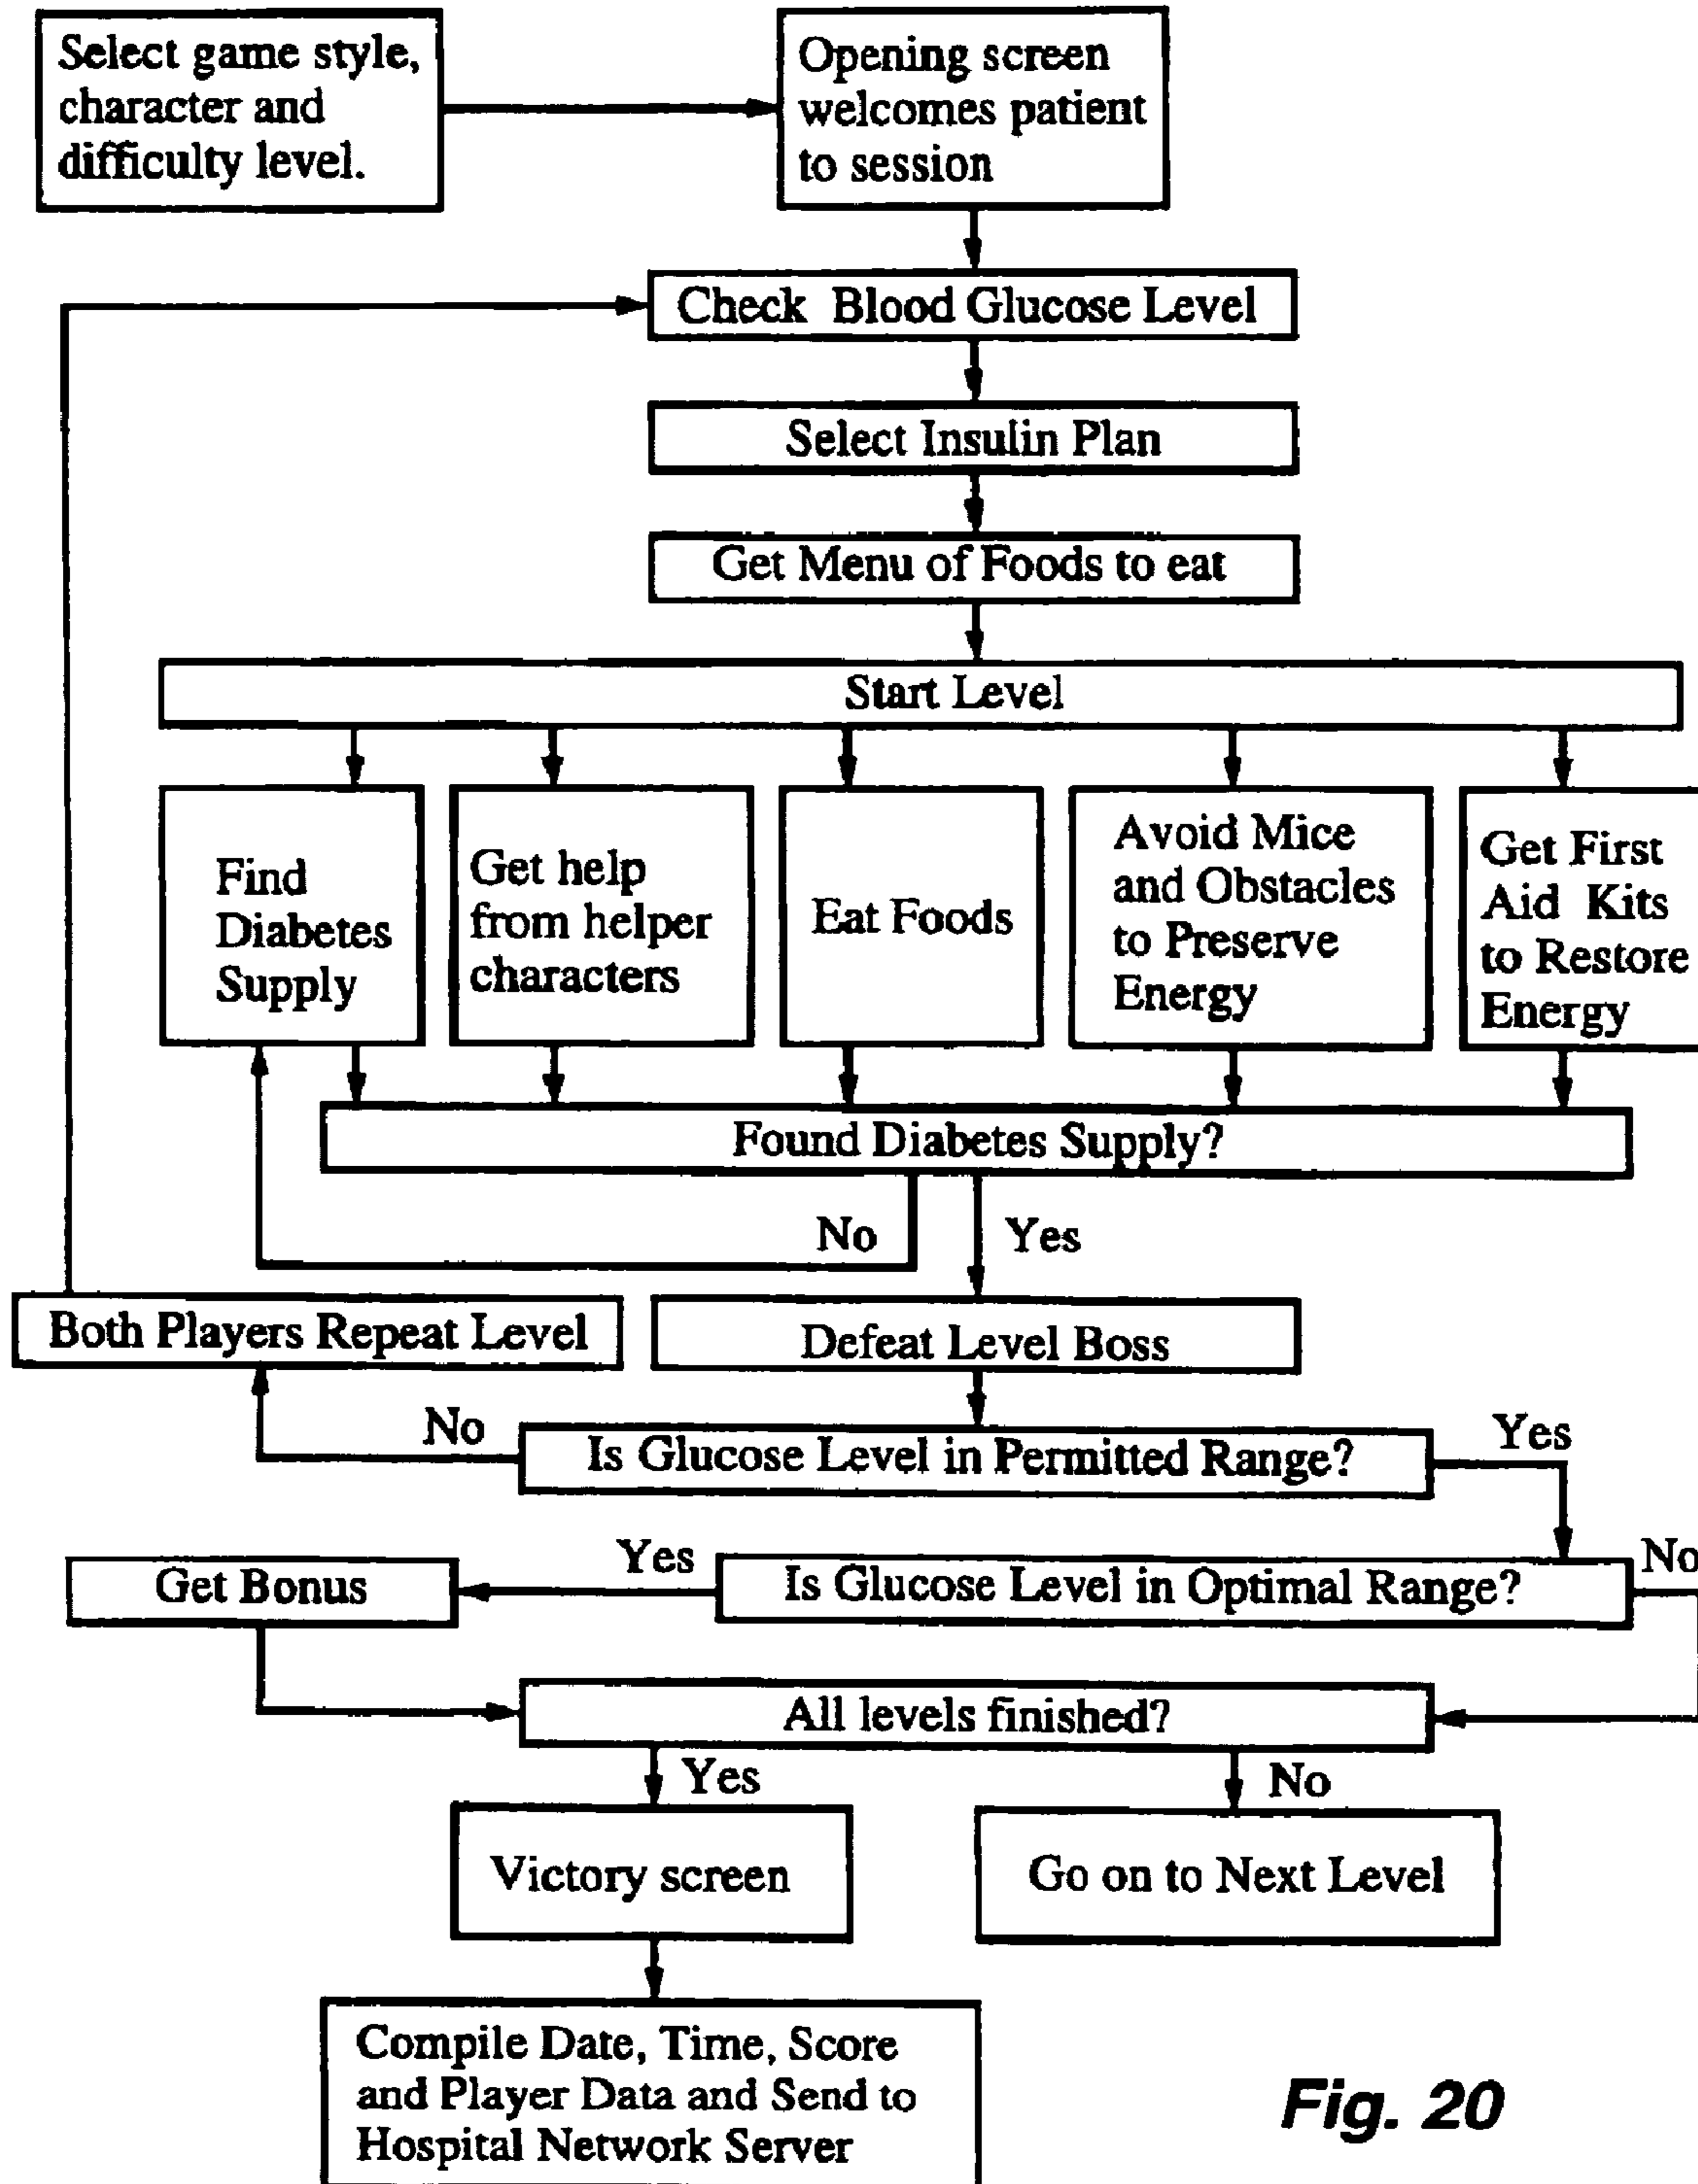 Select game style,
character and
difficulty level.
Opening screen
welcomes patient
to session
Check Blood Glucose Level
Select Insulin Plan
Get Menu of Foods to eat
Start Level
Find
Diabetes
Supply
Get help
from helper
characters
Eat Foods
Avoid Mice
and Obstacles
to Preserve
Energy
Get First
Aid Kits
to Restore
Energy
Found Diabetes Supply?
No
Yes
Both Players Repeat Level
Defeat Level Boss
No
Is Glucose Level in Permitted Range?
Yes
Get Bonus
Yes
Is Glucose Level in Optimal Range?
No
All levels finished?
Yes
No
Victory screen
Go on to Next Level
Compile Date, Time, Score
and Player Data and Send to
Hospital Network Server
Fig. 20